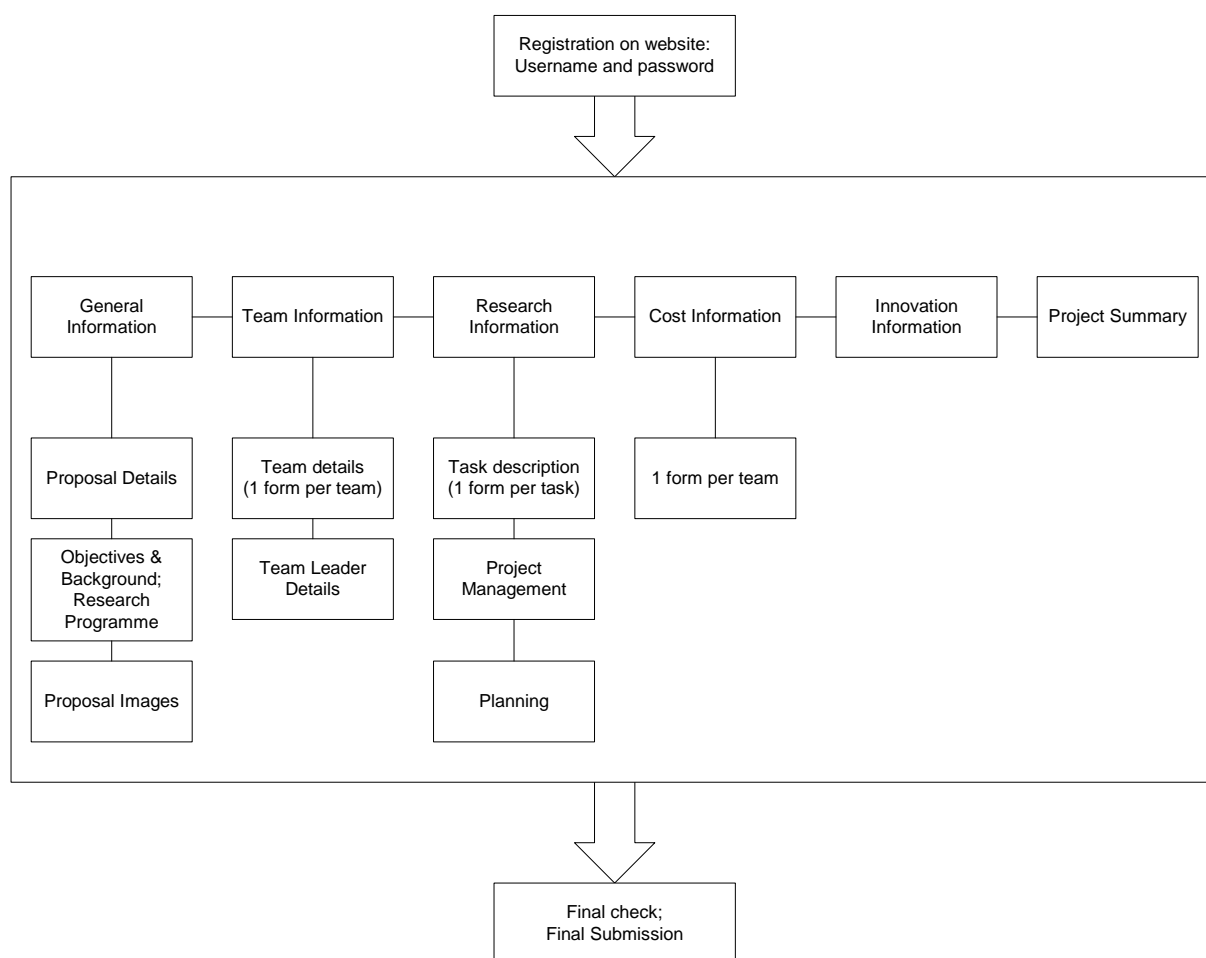 Registration on website:
Username and password
General
Information
Team Information
Research
Information
Cost Information
Innovation
Information
Project Summary
Proposal Details
Team details
(1 form per team)
Task description
(1 form per task)
1 form per team
Objectives &
Background;
Research
Programme
Team Leader
Details
Project
Management
Proposal Images
Planning
Final check;
Final Submission